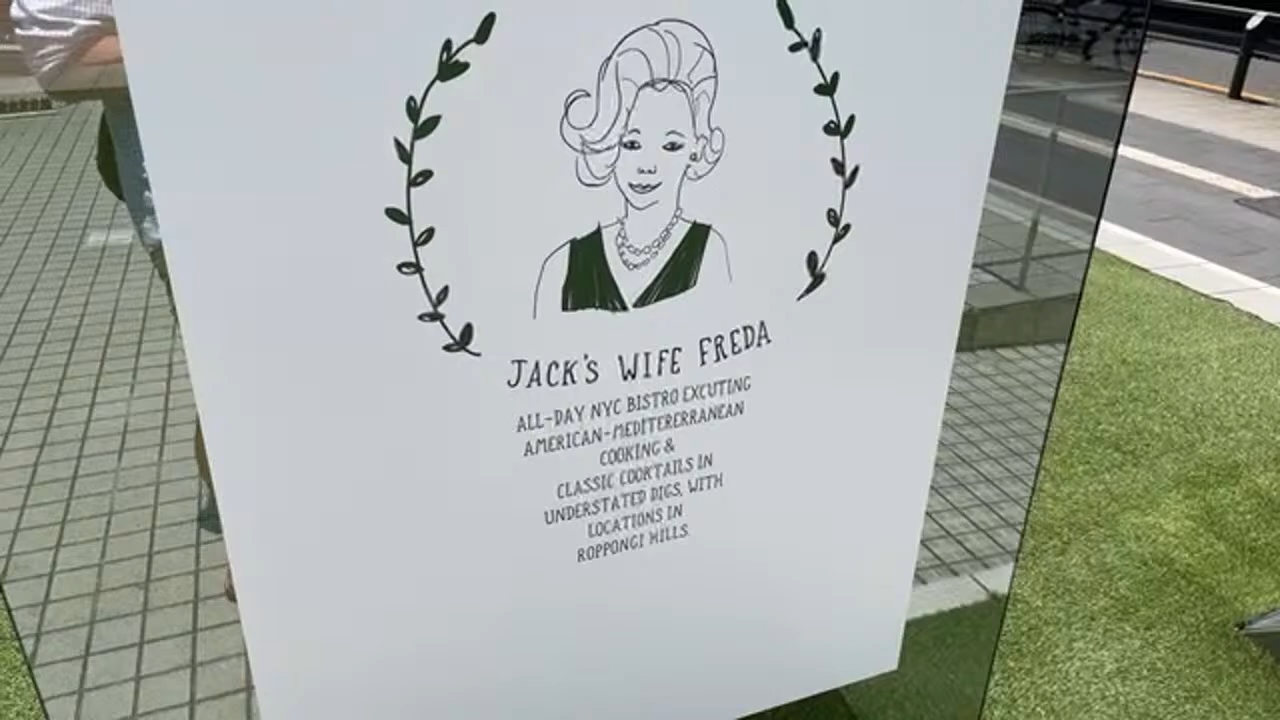 JACK'S WIFE FREDA
ALL-DAY NYC BISTRO EXCUTING
AMERICAN-MEDITERERRANEAN
COOKING &
CLASSIC COOKTAILS IN
UNDERSTATED DIGS, WITH
LOCATIONS IN
ROPPONGI HILLS.